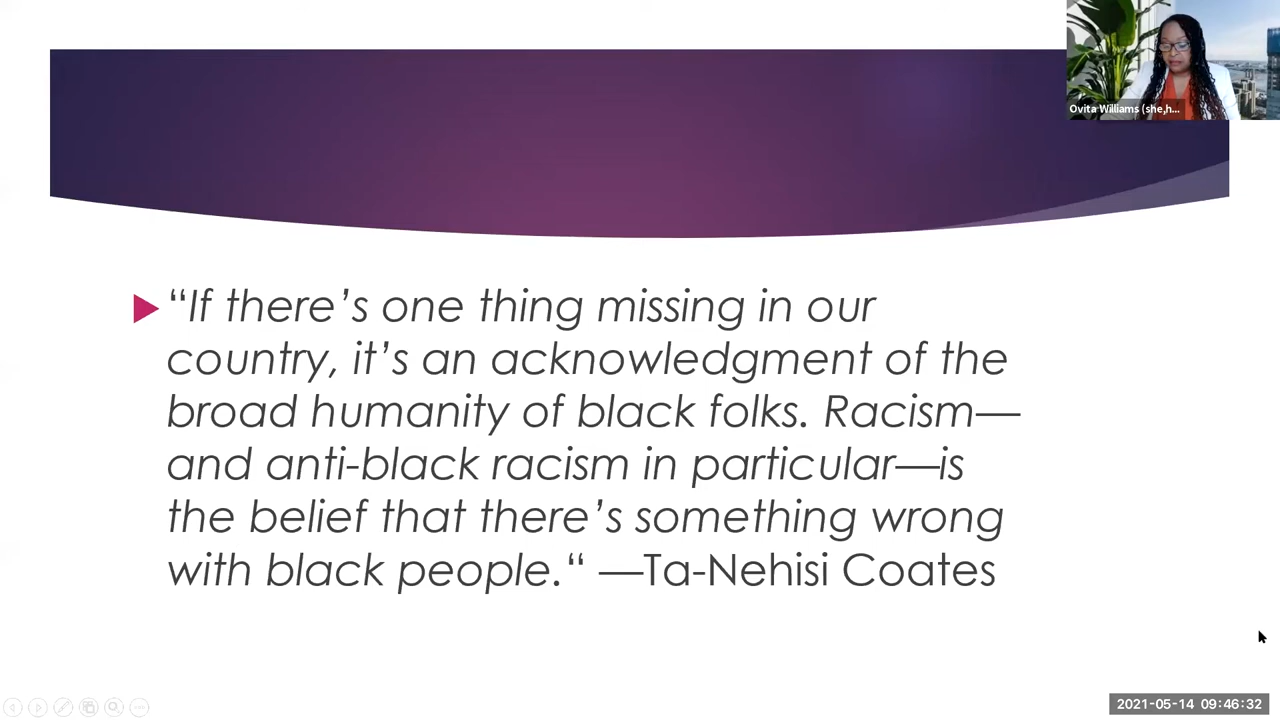 Ovita Williams (she,h...
“If there’s one thing missing in our
country, it’s an acknowledgment of the
broad humanity of black folks. Racism—
and anti-black racism in particular—is
the belief that there’s something wrong
with black people.“ —Ta-Nehisi Coates
2021-05-14 09:46:32